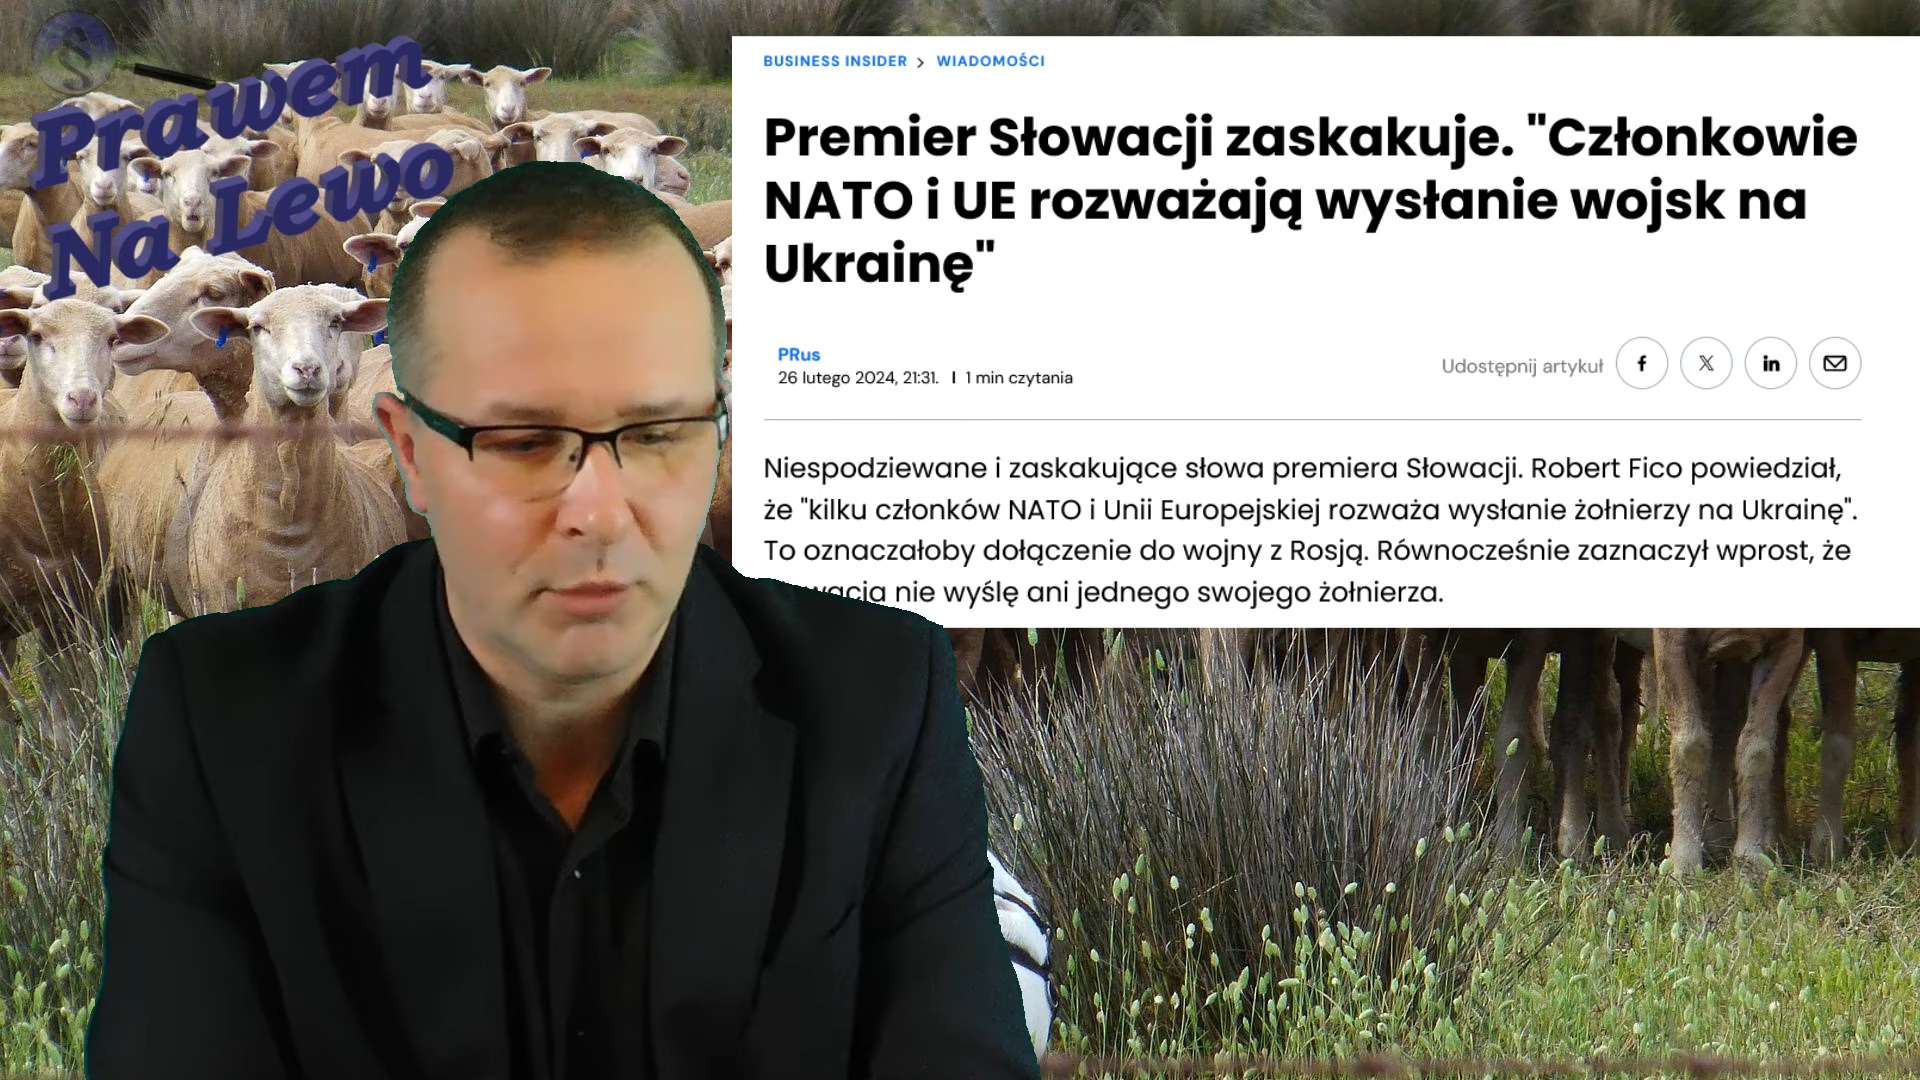 §
Prawem
Na Lewo
BUSINESS INSIDER > WIADOMOŚCI
Premier Słowacji zaskakuje. "Członkowie
NATO i UE rozważają wysłanie wojsk na
Ukrainę"
PRus
26 lutego 2024, 21:31. I 1 min czytania
Udostępnij artykuł f X in
Niespodziewane i zaskakujące słowa premiera Słowacji. Robert Fico powiedział,
że "kilku członków NATO i Unii Europejskiej rozważa wysłanie żołnierzy na Ukrainę".
To oznaczałoby dołączenie do wojny z Rosją. Równocześnie zaznaczył wprost, że
nie wyślę ani jednego swojego żołnierza.